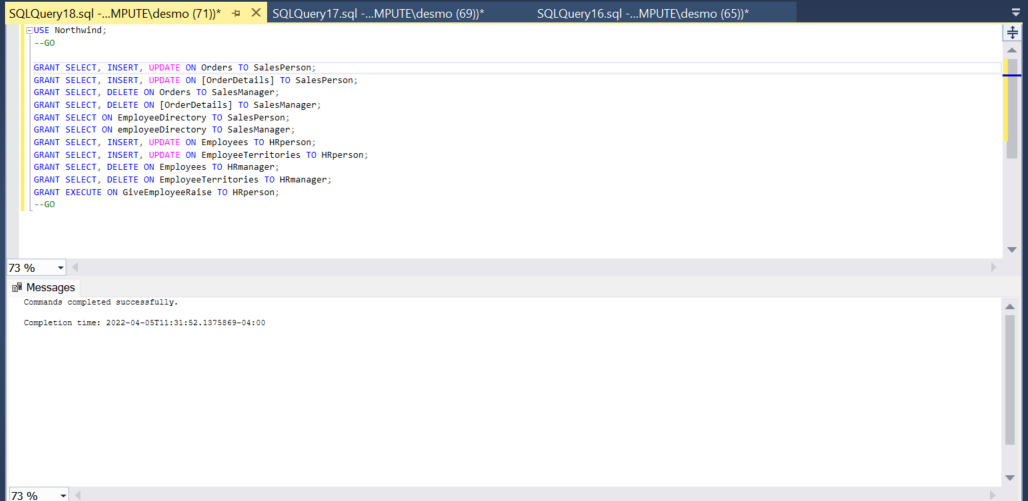 SQLQuery18.sql -...MPUTE\desmo (71))* SQLQuery17.sql -...MPUTE\desmo (69))* SQLQuery16.sql -...MPUTE\desmo (65))*
USE Northwind;
--GO
GRANT SELECT, INSERT, UPDATE ON Orders TO SalesPerson;
GRANT SELECT, INSERT, UPDATE ON [OrderDetails] TO SalesPerson;
GRANT SELECT, DELETE ON Orders TO SalesManager;
GRANT SELECT, DELETE ON [OrderDetails] TO SalesManager;
GRANT SELECT ON EmployeeDirectory TO SalesPerson;
GRANT SELECT ON employeeDirectory TO SalesManager;
GRANT SELECT, INSERT, UPDATE ON Employees TO HRperson;
GRANT SELECT, INSERT, UPDATE ON EmployeeTerritories TO HRperson;
GRANT SELECT, DELETE ON Employees TO HRmanager;
GRANT SELECT, DELETE ON EmployeeTerritories TO HRmanager;
GRANT EXECUTE ON GiveEmployeeRaise TO HRperson;
--GO
73 %
Messages
Commands completed successfully.
Completion time: 2022-04-05T11:31:52.1375869-04:00
73 %